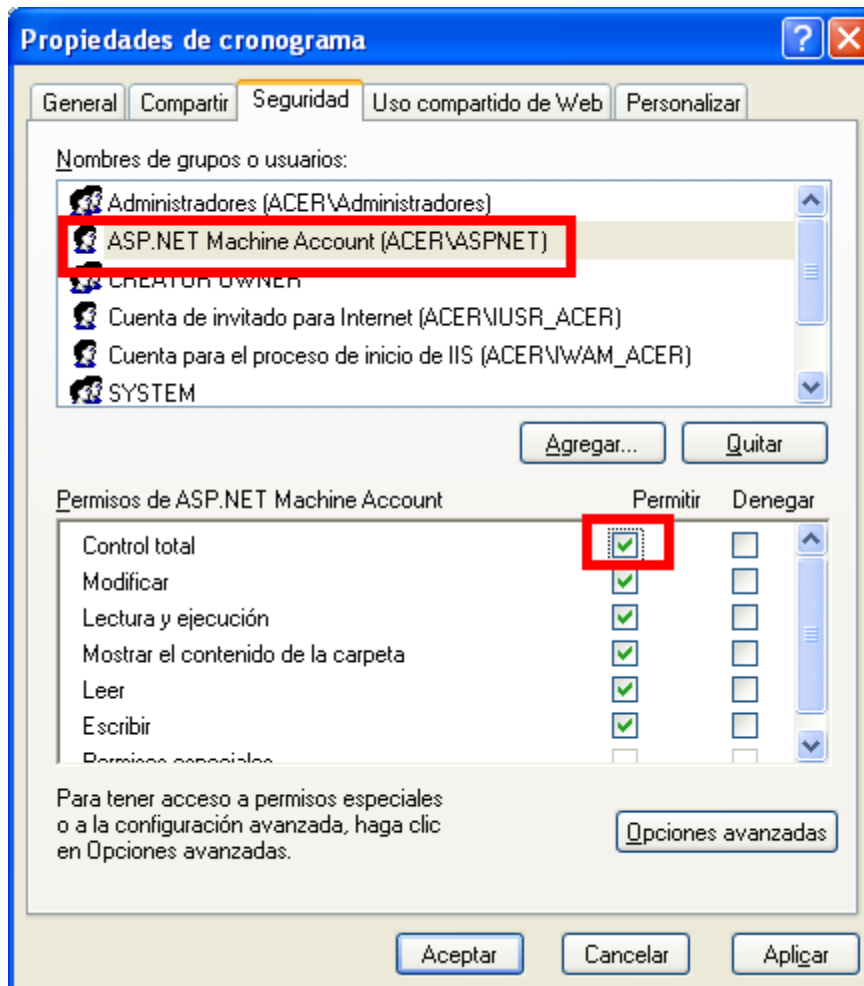 Propiedades de cronograma
General Compartir Seguridad Uso compartido de Web Personalizar
Nombres de grupos o usuarios:
Administradores (ACER\Administradores)
ASP.NET Machine Account (ACER\ASPNET)
CREATOR OWNER
Cuenta de invitado para Internet (ACER\IUSR_ACER)
Cuenta para el proceso de inicio de IIS (ACER\IWAM_ACER)
SYSTEM
Agregar... Quitar
Permisos de ASP.NET Machine Account Permitir Denegar
Control total
Modificar
Lectura y ejecución
Mostrar el contenido de la carpeta
Leer
Escribir
Permisos especiales
Para tener acceso a permisos especiales
o a la configuración avanzada, haga clic
en Opciones avanzadas.
Opciones avanzadas
Aceptar Cancelar Aplicar